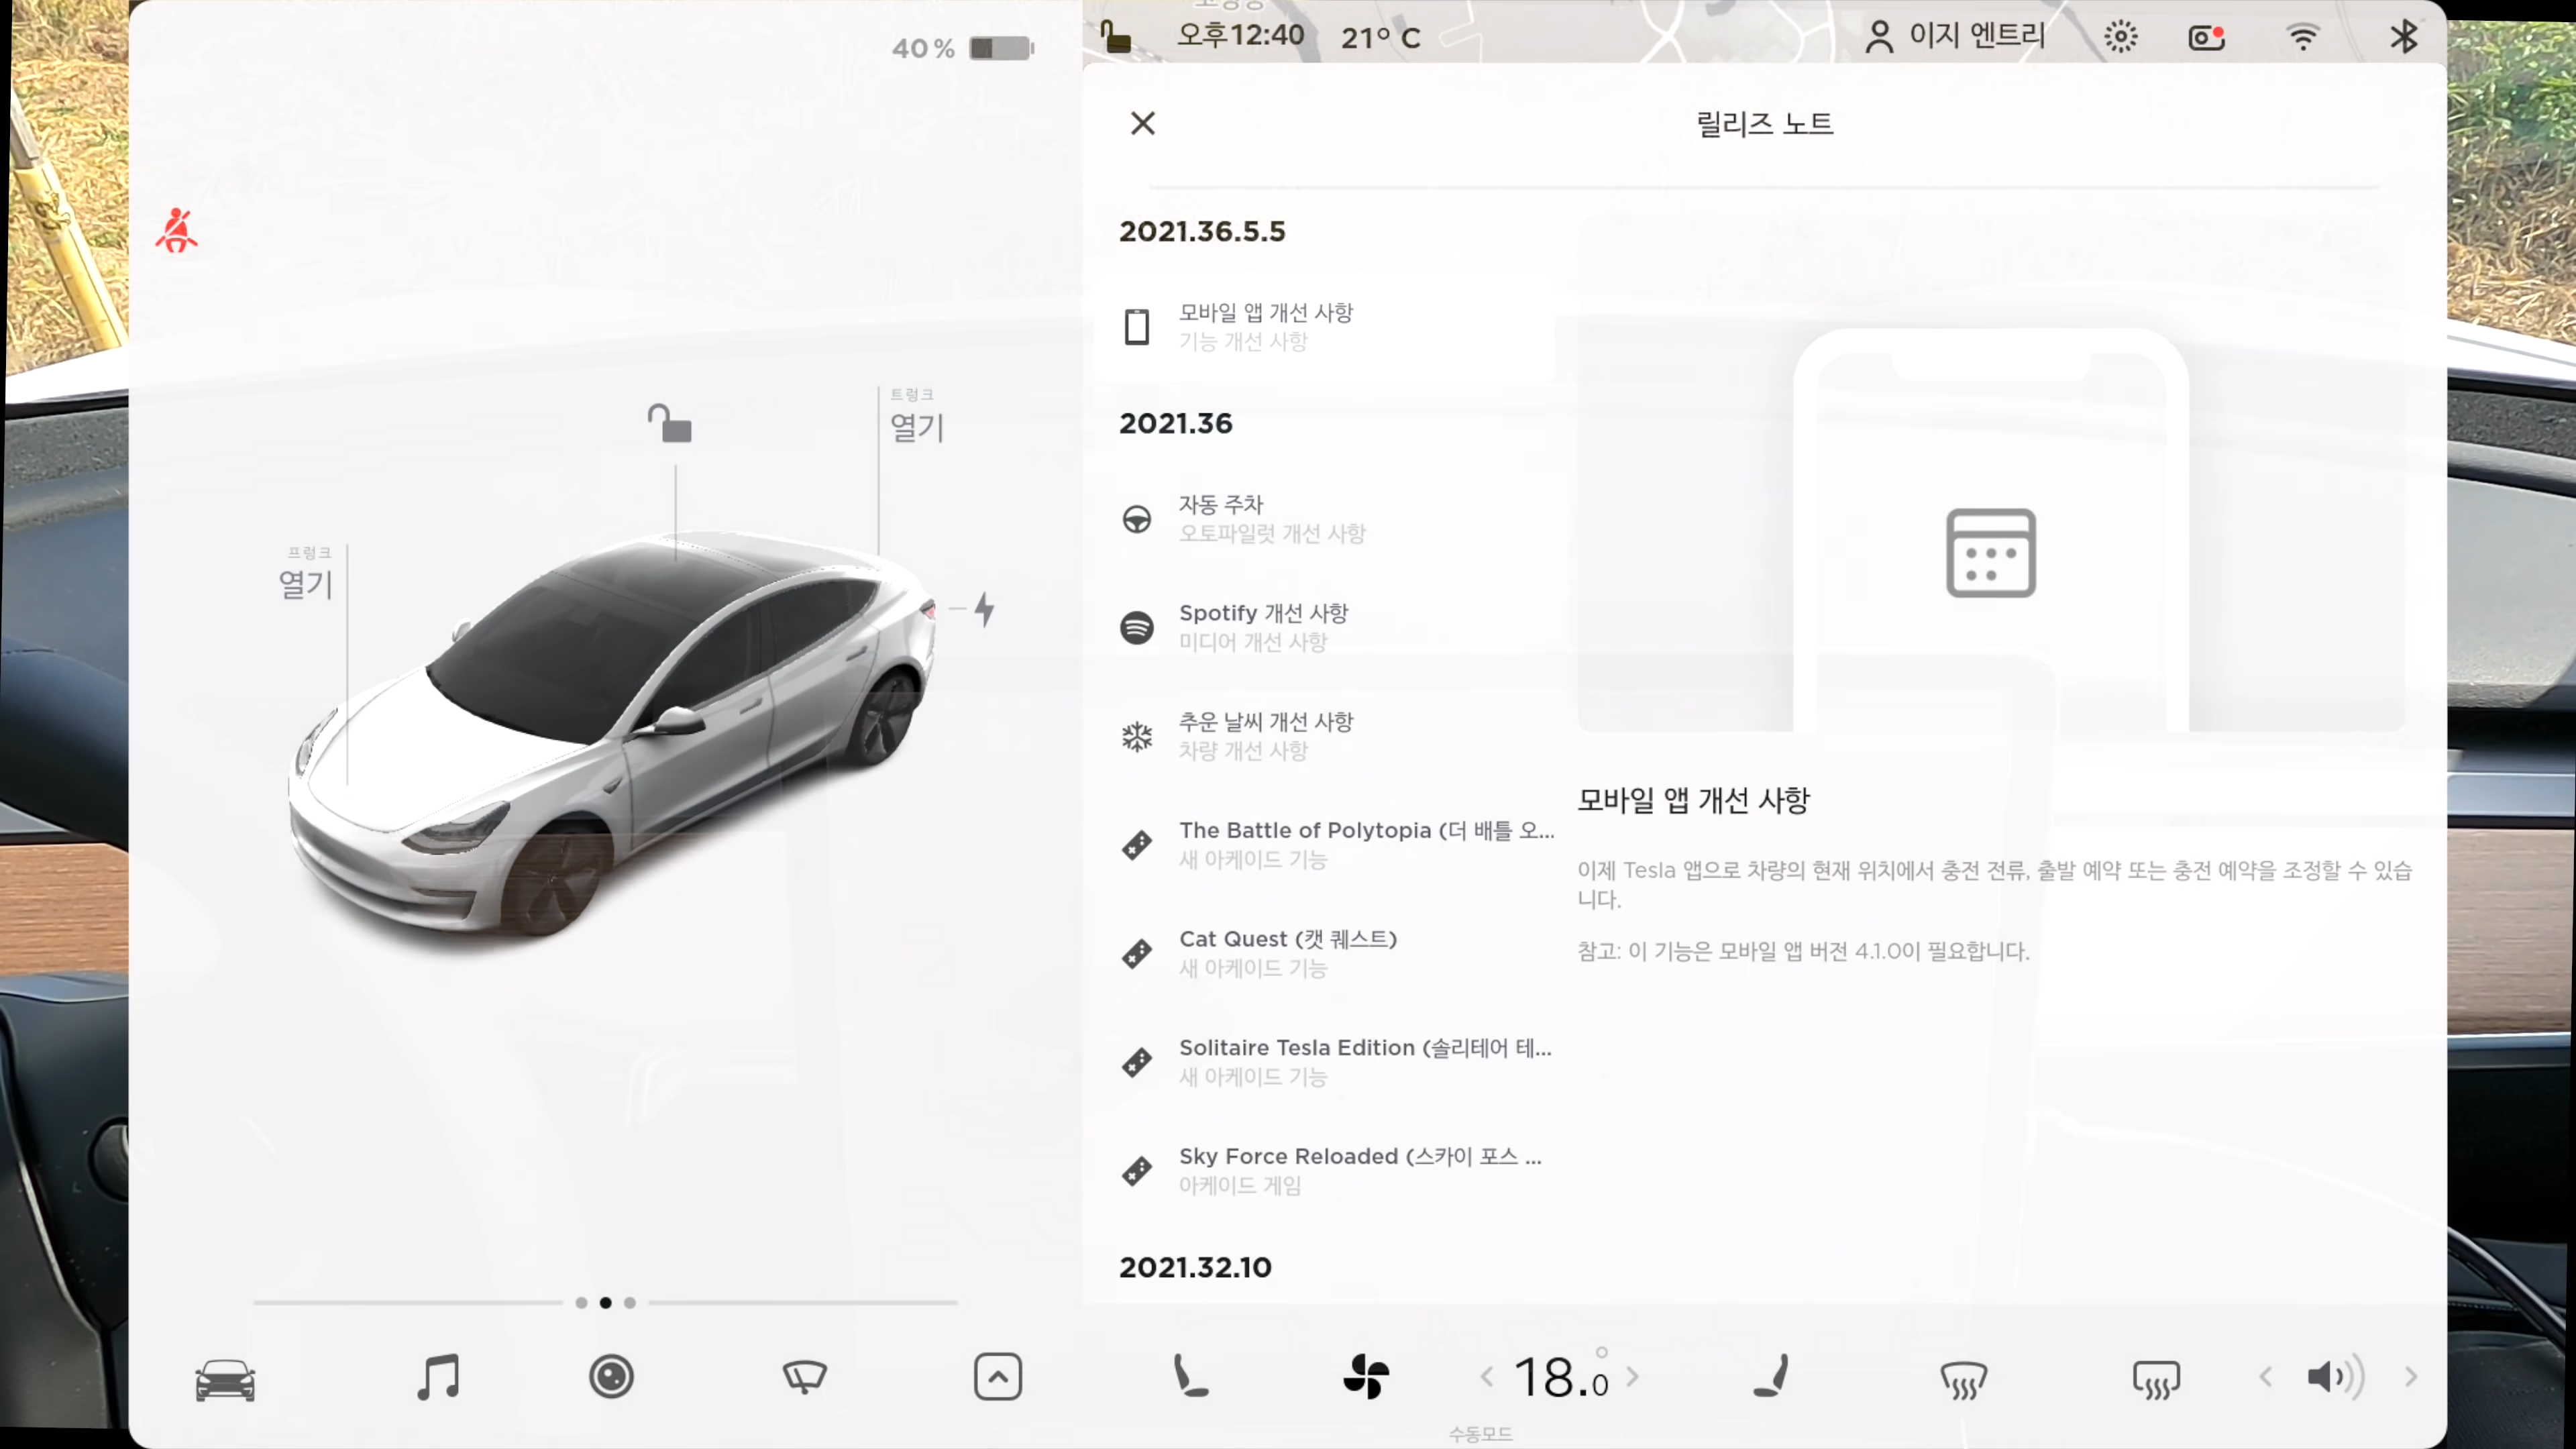 40%
오후12:40 21° C 이지 엔트리
릴리즈 노트
2021.36.5.5
모바일 앱 개선 사항
기능 개선 사항
2021.36
자동 주차
오토파일럿 개선 사항
Spotify 개선 사항
미디어 개선 사항
추운 날씨 개선 사항
차량 개선 사항
The Battle of Polytopia (더 배틀 오...
새 아케이드 기능
Cat Quest (캣 퀘스트)
새 아케이드 기능
Solitaire Tesla Edition (솔리테어 테...
새 아케이드 기능
Sky Force Reloaded (스카이 포스 ...
아케이드 게임
2021.32.10
모바일 앱 개선 사항
이제 Tesla 앱으로 차량의 현재 위치에서 충전 전류, 출발 예약 또는 충전 예약을 조정할 수 있습
니다.
참고: 이 기능은 모바일 앱 버전 4.1.0이 필요합니다.
트렁크
열기
프렁크
열기
18.0°
수동모드